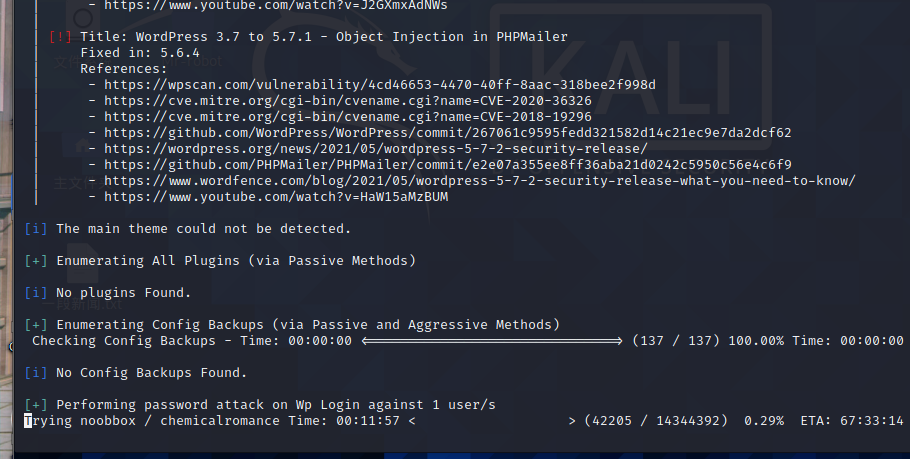 - https://www.youtube.com/watch?v=J2GXmxAdNWs
[!] Title: WordPress 3.7 to 5.7.1 - Object Injection in PHPMailer
Fixed in: 5.6.4
References:
- https://wpscan.com/vulnerability/4cd46653-4470-40ff-8aac-318bee2f998d
- https://cve.mitre.org/cgi-bin/cvename.cgi?name=CVE-2020-36326
- https://cve.mitre.org/cgi-bin/cvename.cgi?name=CVE-2018-19296
- https://github.com/WordPress/WordPress/commit/267061c9595fedd321582d14c21ec9e7da2dcf62
- https://wordpress.org/news/2021/05/wordpress-5-7-2-security-release/
- https://github.com/PHPMailer/PHPMailer/commit/e2e07a355ee8ff36aba21d0242c5950c56e4c6f9
- https://www.wordfence.com/blog/2021/05/wordpress-5-7-2-security-release-what-you-need-to-know/
- https://www.youtube.com/watch?v=HaW15aMzBUM
[i] The main theme could not be detected.
[+] Enumerating All Plugins (via Passive Methods)
[i] No plugins Found.
[+] Enumerating Config Backups (via Passive and Aggressive Methods)
Checking Config Backups - Time: 00:00:00 <================================> (137 / 137) 100.00% Time: 00:00:00
[i] No Config Backups Found.
[+] Performing password attack on Wp Login against 1 user/s
Trying noobbox / chemicalromance Time: 00:11:57 < > (42205 / 14344392) 0.29% ETA: 67:33:14
KALI